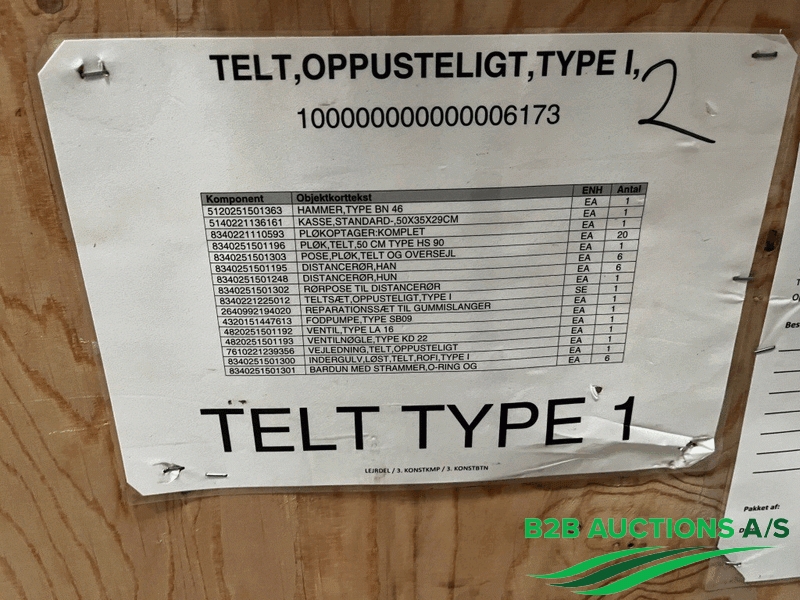 TELT,OPPUSTELIGT,TYPE I,
2
100000000000006173
Komponent Objektkorttekst ENH Antal
5120251501363 HAMMER,TYPE BN 46 EA 1
5140221136161 KASSE,STANDARD-,50X35X29CM EA 1
8340221110593 PLØKOPTAGER:KOMPLET EA 1
8340251501196 PLØK,TELT,50 CM TYPE HS 90 EA 20
8340251501303 POSE,PLØK,TELT OG OVERSEJL EA 1
8340251501195 DISTANCERØR,HAN EA 6
8340251501248 DISTANCERØR,HUN EA 6
8340251501302 RØRPOSE TIL DISTANCERØR EA 1
8340221225012 TELTSÆT,OPPUSTELIGT,TYPE I SE 1
2640992194020 REPARATIONSSÆT TIL GUMMISLANGER EA 1
4320151447613 FODPUMPE,TYPE SB09 EA 1
4820251501192 VENTIL,TYPE LA 16 EA 1
4820251501193 VENTILNØGLE,TYPE KD 22 EA 1
7610221239356 VEJLEDNING,TELT,OPPUSTELIGT EA 1
8340251501300 INDERGULV,LØST,TELT,ROFI,TYPE I EA 1
8340251501301 BARDUN MED STRAMMER,O-RING OG EA 6
TELT TYPE 1
LEJRDEL / 3. KONSTKMP / 3. KONSTBTN
Pakket af:
B2B AUCTIONS A/S